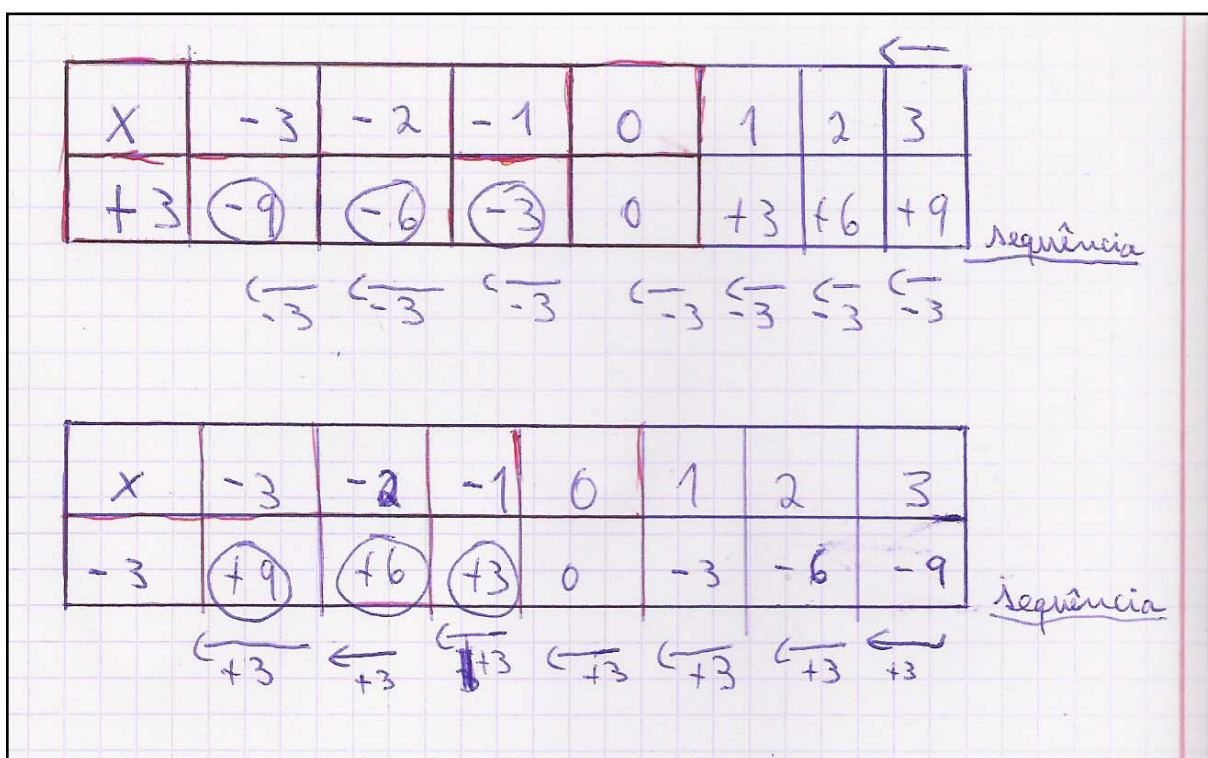 X -3 -2 -1 0 1 2 3
+3 -9 -6 -3 0 +3 +6 +9
sequência
-3 -3 -3 -3 -3 -3 -3
X -3 -2 -1 0 1 2 3
-3 +9 +6 +3 0 -3 -6 -9
sequência
+3 +3 +3 +3 +3 +3 +3